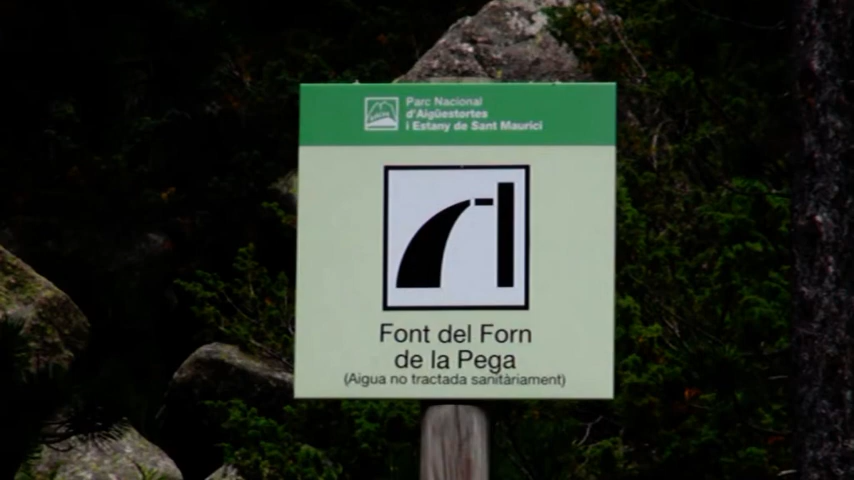 Parc Nacional
d'Aigüestortes
i Estany de Sant Maurici
Font del Forn
de la Pega
(Aigua no tractada sanitàriament)